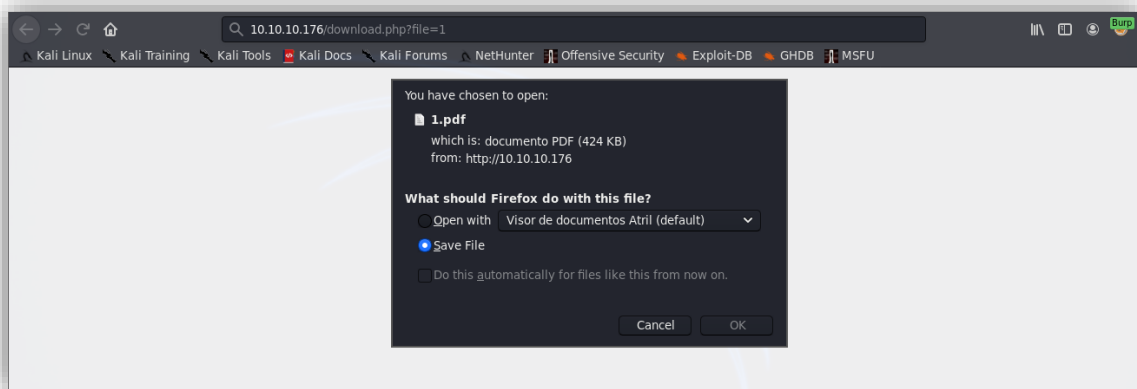 10.10.10.176/download.php?file=1
Burp
Kali Linux Kali Training Kali Tools Kali Docs Kali Forums NetHunter Offensive Security Exploit-DB GHDB MSFU
You have chosen to open:
1.pdf
which is: documento PDF (424 KB)
from: http://10.10.10.176
What should Firefox do with this file?
Open with Visor de documentos Atril (default)
Save File
Do this automatically for files like this from now on.
Cancel OK